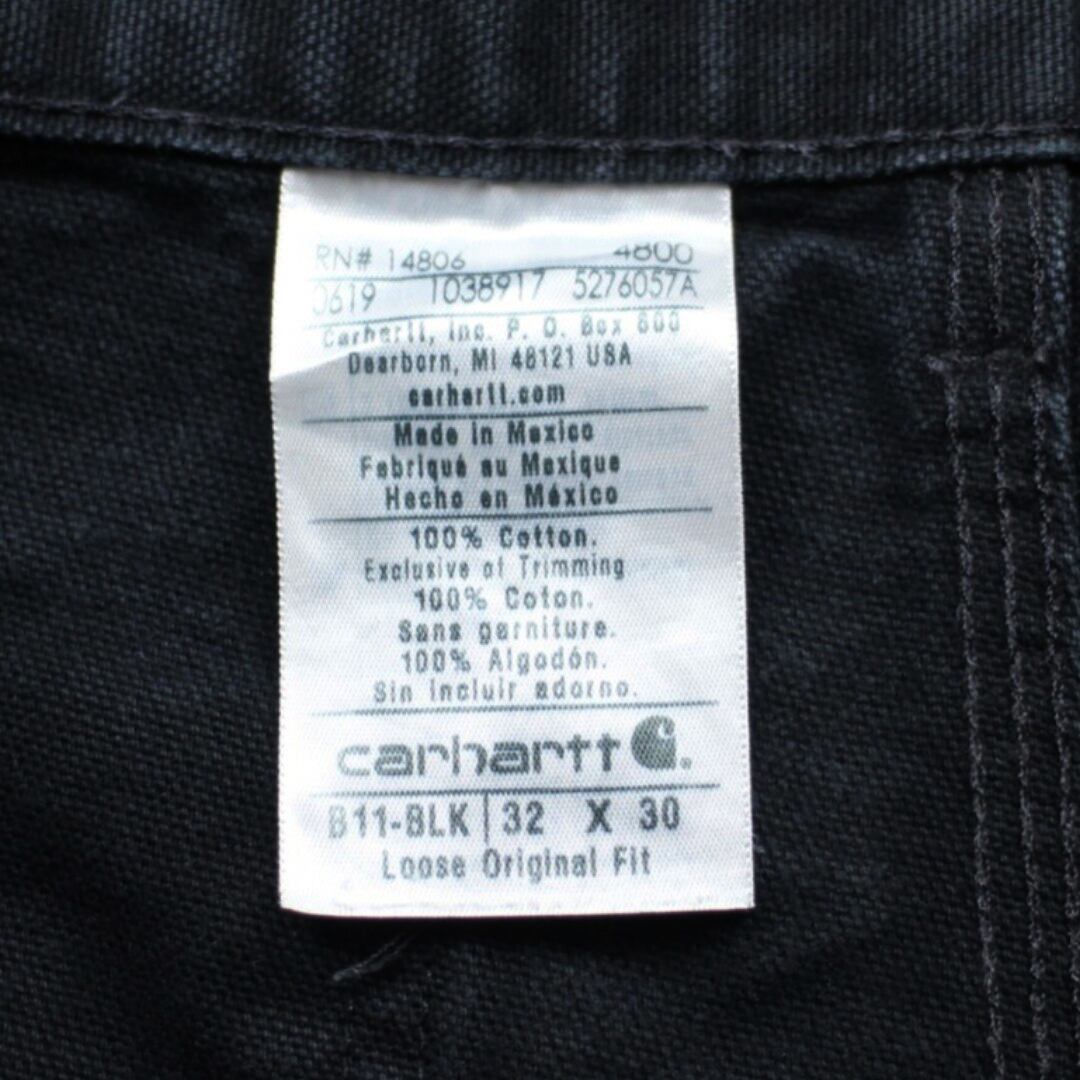 RN# 14806 4800
0619 1038917 5276057A
Carhartt, Inc. P. O. Box 600
Dearborn, MI 48121 USA
carhartt.com
Made in Mexico
Fabriqué au Mexique
Hecho en México
100% Cotton.
Exclusive of Trimming
100% Coton.
Sans garniture.
100% Algodón.
Sin incluir adorno.
carhartt
B11-BLK 32 X 30
Loose Original Fit